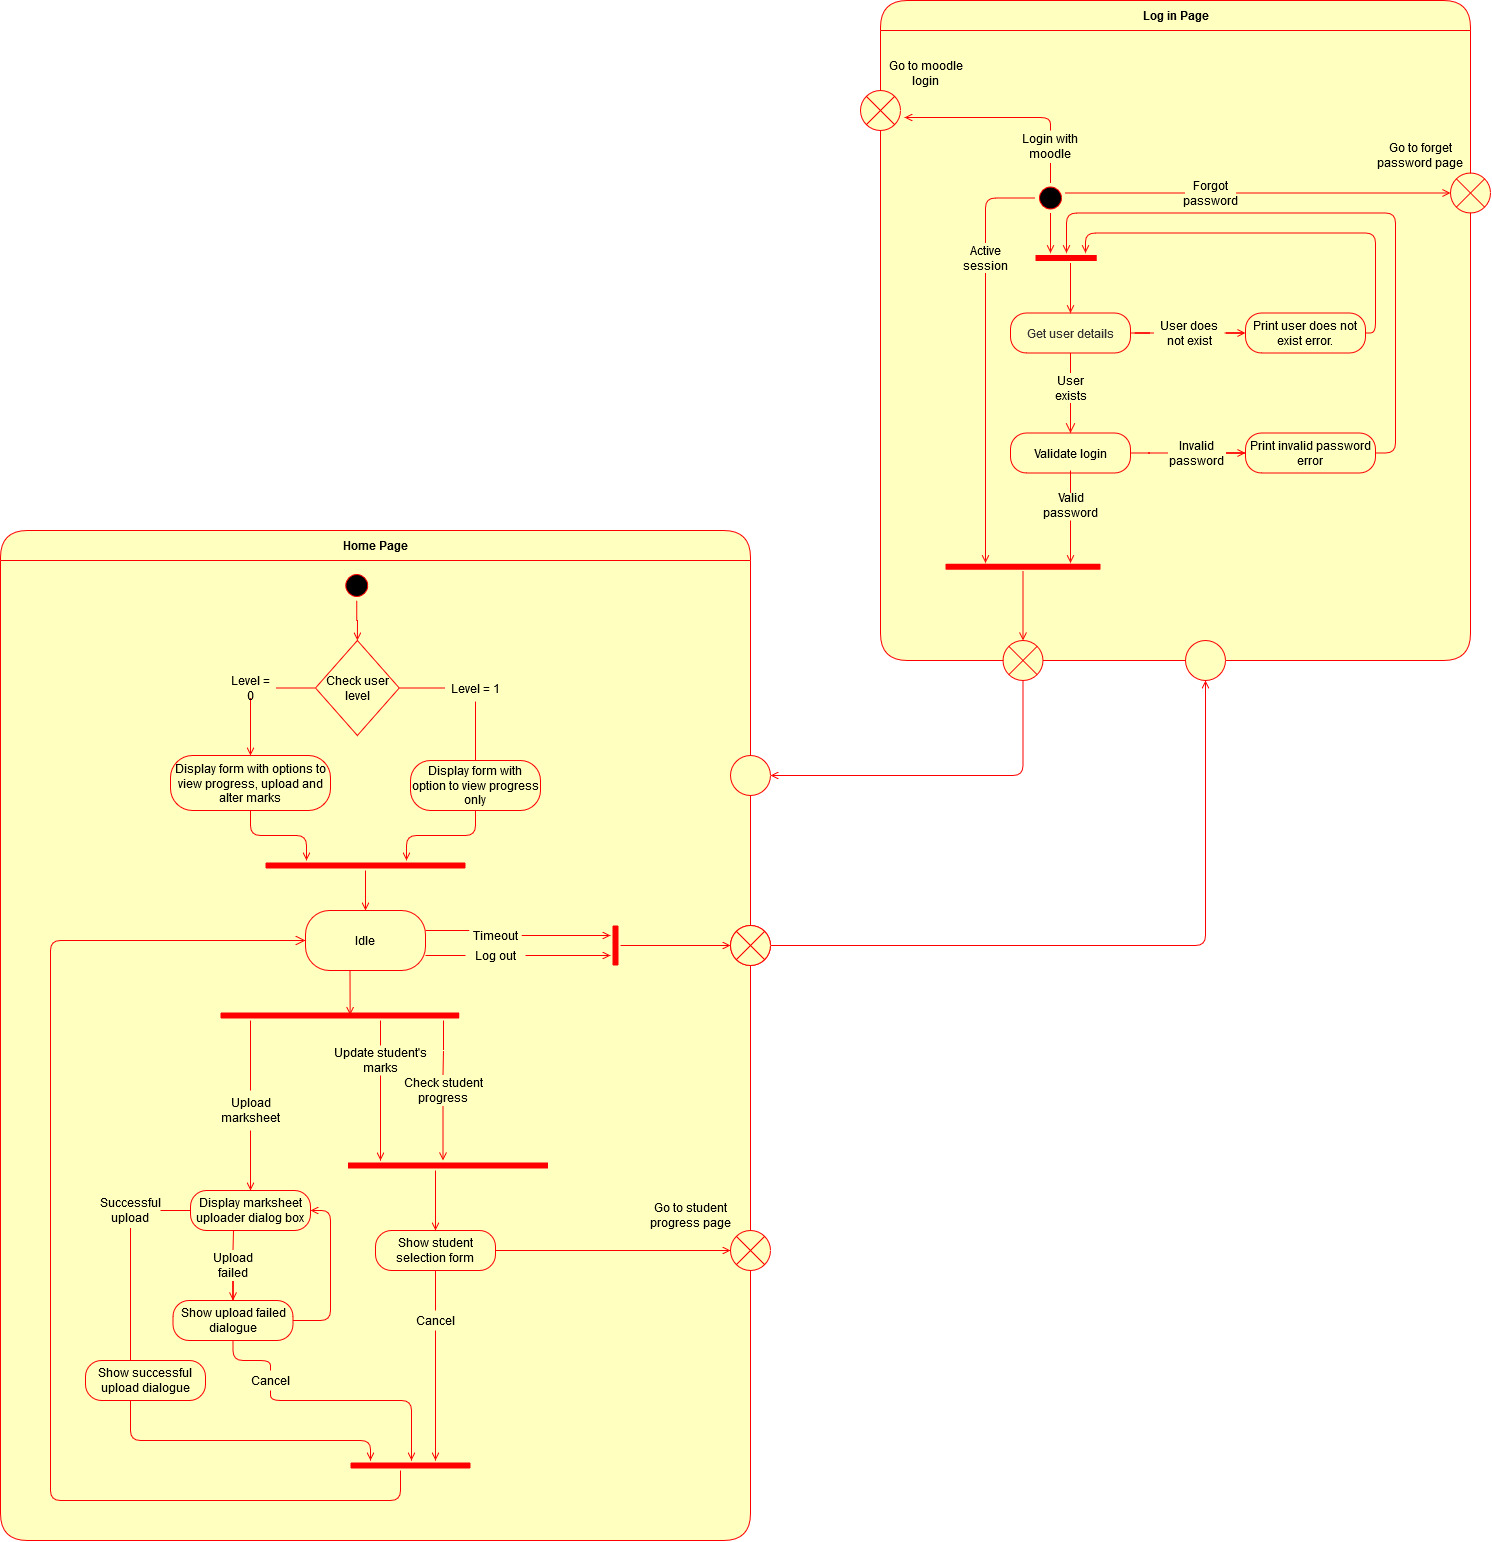 Log in Page
Go to moodle
login
Login with
moodle
Go to forget
password page
Forgot
password
Active
session
Get user details
User does
not exist
Print user does not
exist error.
User
exists
Validate login
Invalid
password
Print invalid password
error
Valid
password
Home Page
Check user
level
Level =
0
Level = 1
Display form with options to
view progress, upload and
alter marks
Display form with
option to view progress
only
Idle
Timeout
Log out
Update student's
marks
Check student
progress
Upload
marksheet
Successful
upload
Display marksheet
uploader dialog box
Go to student
progress page
Show student
selection form
Upload
failed
Show upload failed
dialogue
Cancel
Show successful
upload dialogue
Cancel